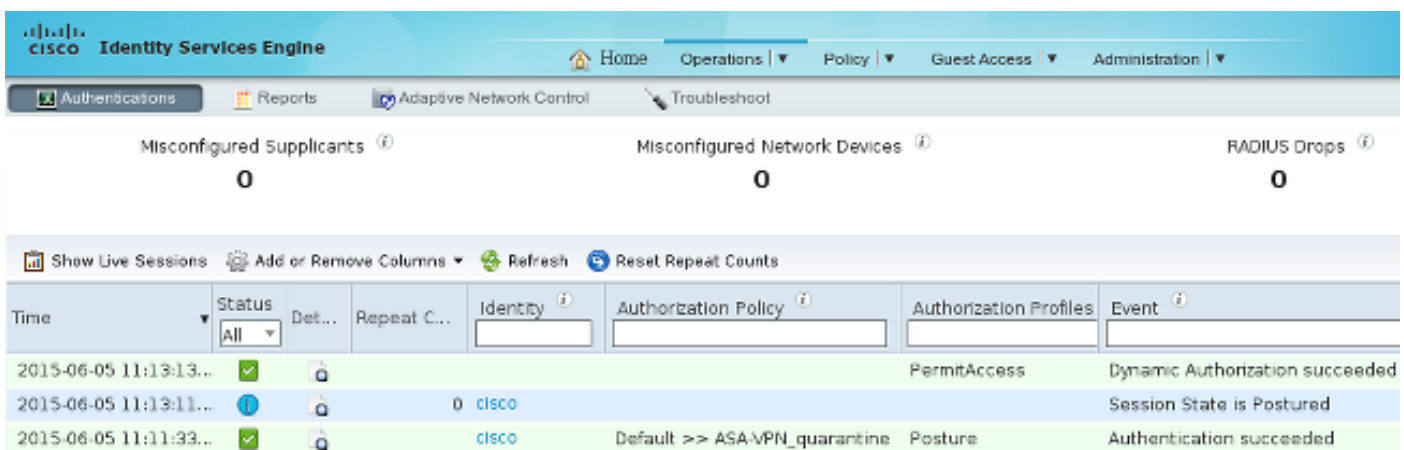 cisco Identity Services Engine
Home Operations Policy Guest Access Administration
Authentications Reports Adaptive Network Control Troubleshoot
Misconfigured Supplicants Misconfigured Network Devices RADIUS Drops
0 0 0
Show Live Sessions Add or Remove Columns Refresh Reset Repeat Counts
Time Status Det... Repeat C... Identity Authorization Policy Authorization Profiles Event
All
2015-06-05 11:13:13... PermitAccess Dynamic Authorization succeeded
2015-06-05 11:13:11... 0 cisco Session State is Postured
2015-06-05 11:11:33... cisco Default >> ASA-VPN_quarantine Posture Authentication succeeded